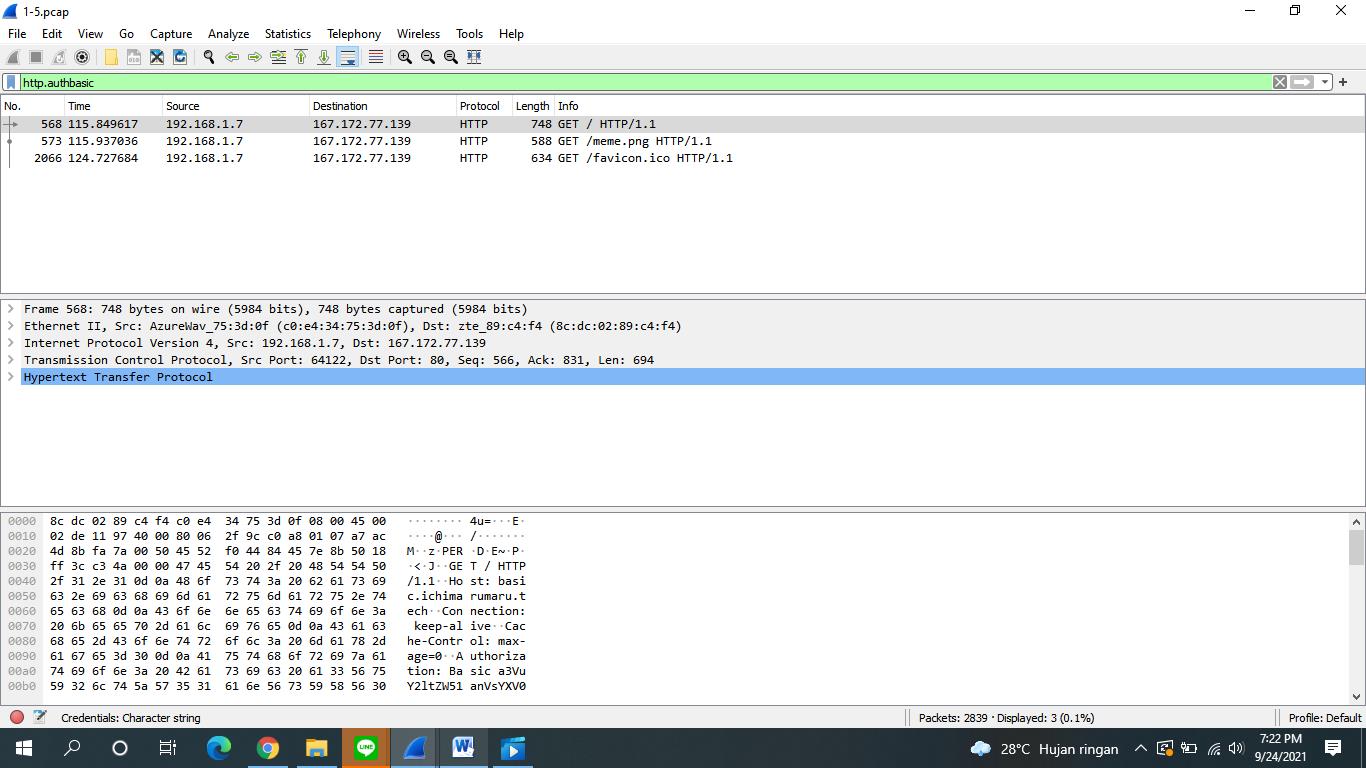 1-5.pcap
File Edit View Go Capture Analyze Statistics Telephony Wireless Tools Help
http.authbasic
No. Time Source Destination Protocol Length Info
568 115.849617 192.168.1.7 167.172.77.139 HTTP 748 GET / HTTP/1.1
573 115.937036 192.168.1.7 167.172.77.139 HTTP 588 GET /meme.png HTTP/1.1
2066 124.727684 192.168.1.7 167.172.77.139 HTTP 634 GET /favicon.ico HTTP/1.1
Frame 568: 748 bytes on wire (5984 bits), 748 bytes captured (5984 bits)
Ethernet II, Src: AzureWav_75:3d:0f (c0:e4:34:75:3d:0f), Dst: zte_89:c4:f4 (8c:dc:02:89:c4:f4)
Internet Protocol Version 4, Src: 192.168.1.7, Dst: 167.172.77.139
Transmission Control Protocol, Src Port: 64122, Dst Port: 80, Seq: 566, Ack: 831, Len: 694
Hypertext Transfer Protocol
0000 8c dc 02 89 c4 f4 c0 e4 34 75 3d 0f 08 00 45 00 ········ 4u=···E·
0010 02 de 11 97 40 00 80 06 2f 9c c0 a8 01 07 a7 ac ····@··· /·······
0020 4d 8b fa 7a 00 50 45 52 f0 44 84 45 7e 8b 50 18 M··z·PER ·D·E~·P·
0030 ff 3c c3 4a 00 00 47 45 54 20 2f 20 48 54 54 50 ·<·J··GE T / HTTP
0040 2f 31 2e 31 0d 0a 48 6f 73 74 3a 20 62 61 73 69 /1.1··Ho st: basi
0050 63 2e 69 63 68 69 6d 61 72 75 6d 61 72 75 2e 74 c.ichima rumaru.t
0060 65 63 68 0d 0a 43 6f 6e 6e 65 63 74 69 6f 6e 3a ech··Con nection:
0070 20 6b 65 65 70 2d 61 6c 69 76 65 0d 0a 43 61 63 keep-al ive··Cac
0080 68 65 2d 43 6f 6e 74 72 6f 6c 3a 20 6d 61 78 2d he-Contr ol: max-
0090 61 67 65 3d 30 0d 0a 41 75 74 68 6f 72 69 7a 61 age=0··A uthoriza
00a0 74 69 6f 6e 3a 20 42 61 73 69 63 20 61 33 56 75 tion: Ba sic a3Vu
00b0 59 32 6c 74 5a 57 35 31 61 6e 56 73 59 58 56 30 Y2ltZW51 anVsYXV0
Credentials: Character string
Packets: 2839 · Displayed: 3 (0.1%)
Profile: Default
LINE
W
28°C Hujan ringan
7:22 PM
9/24/2021